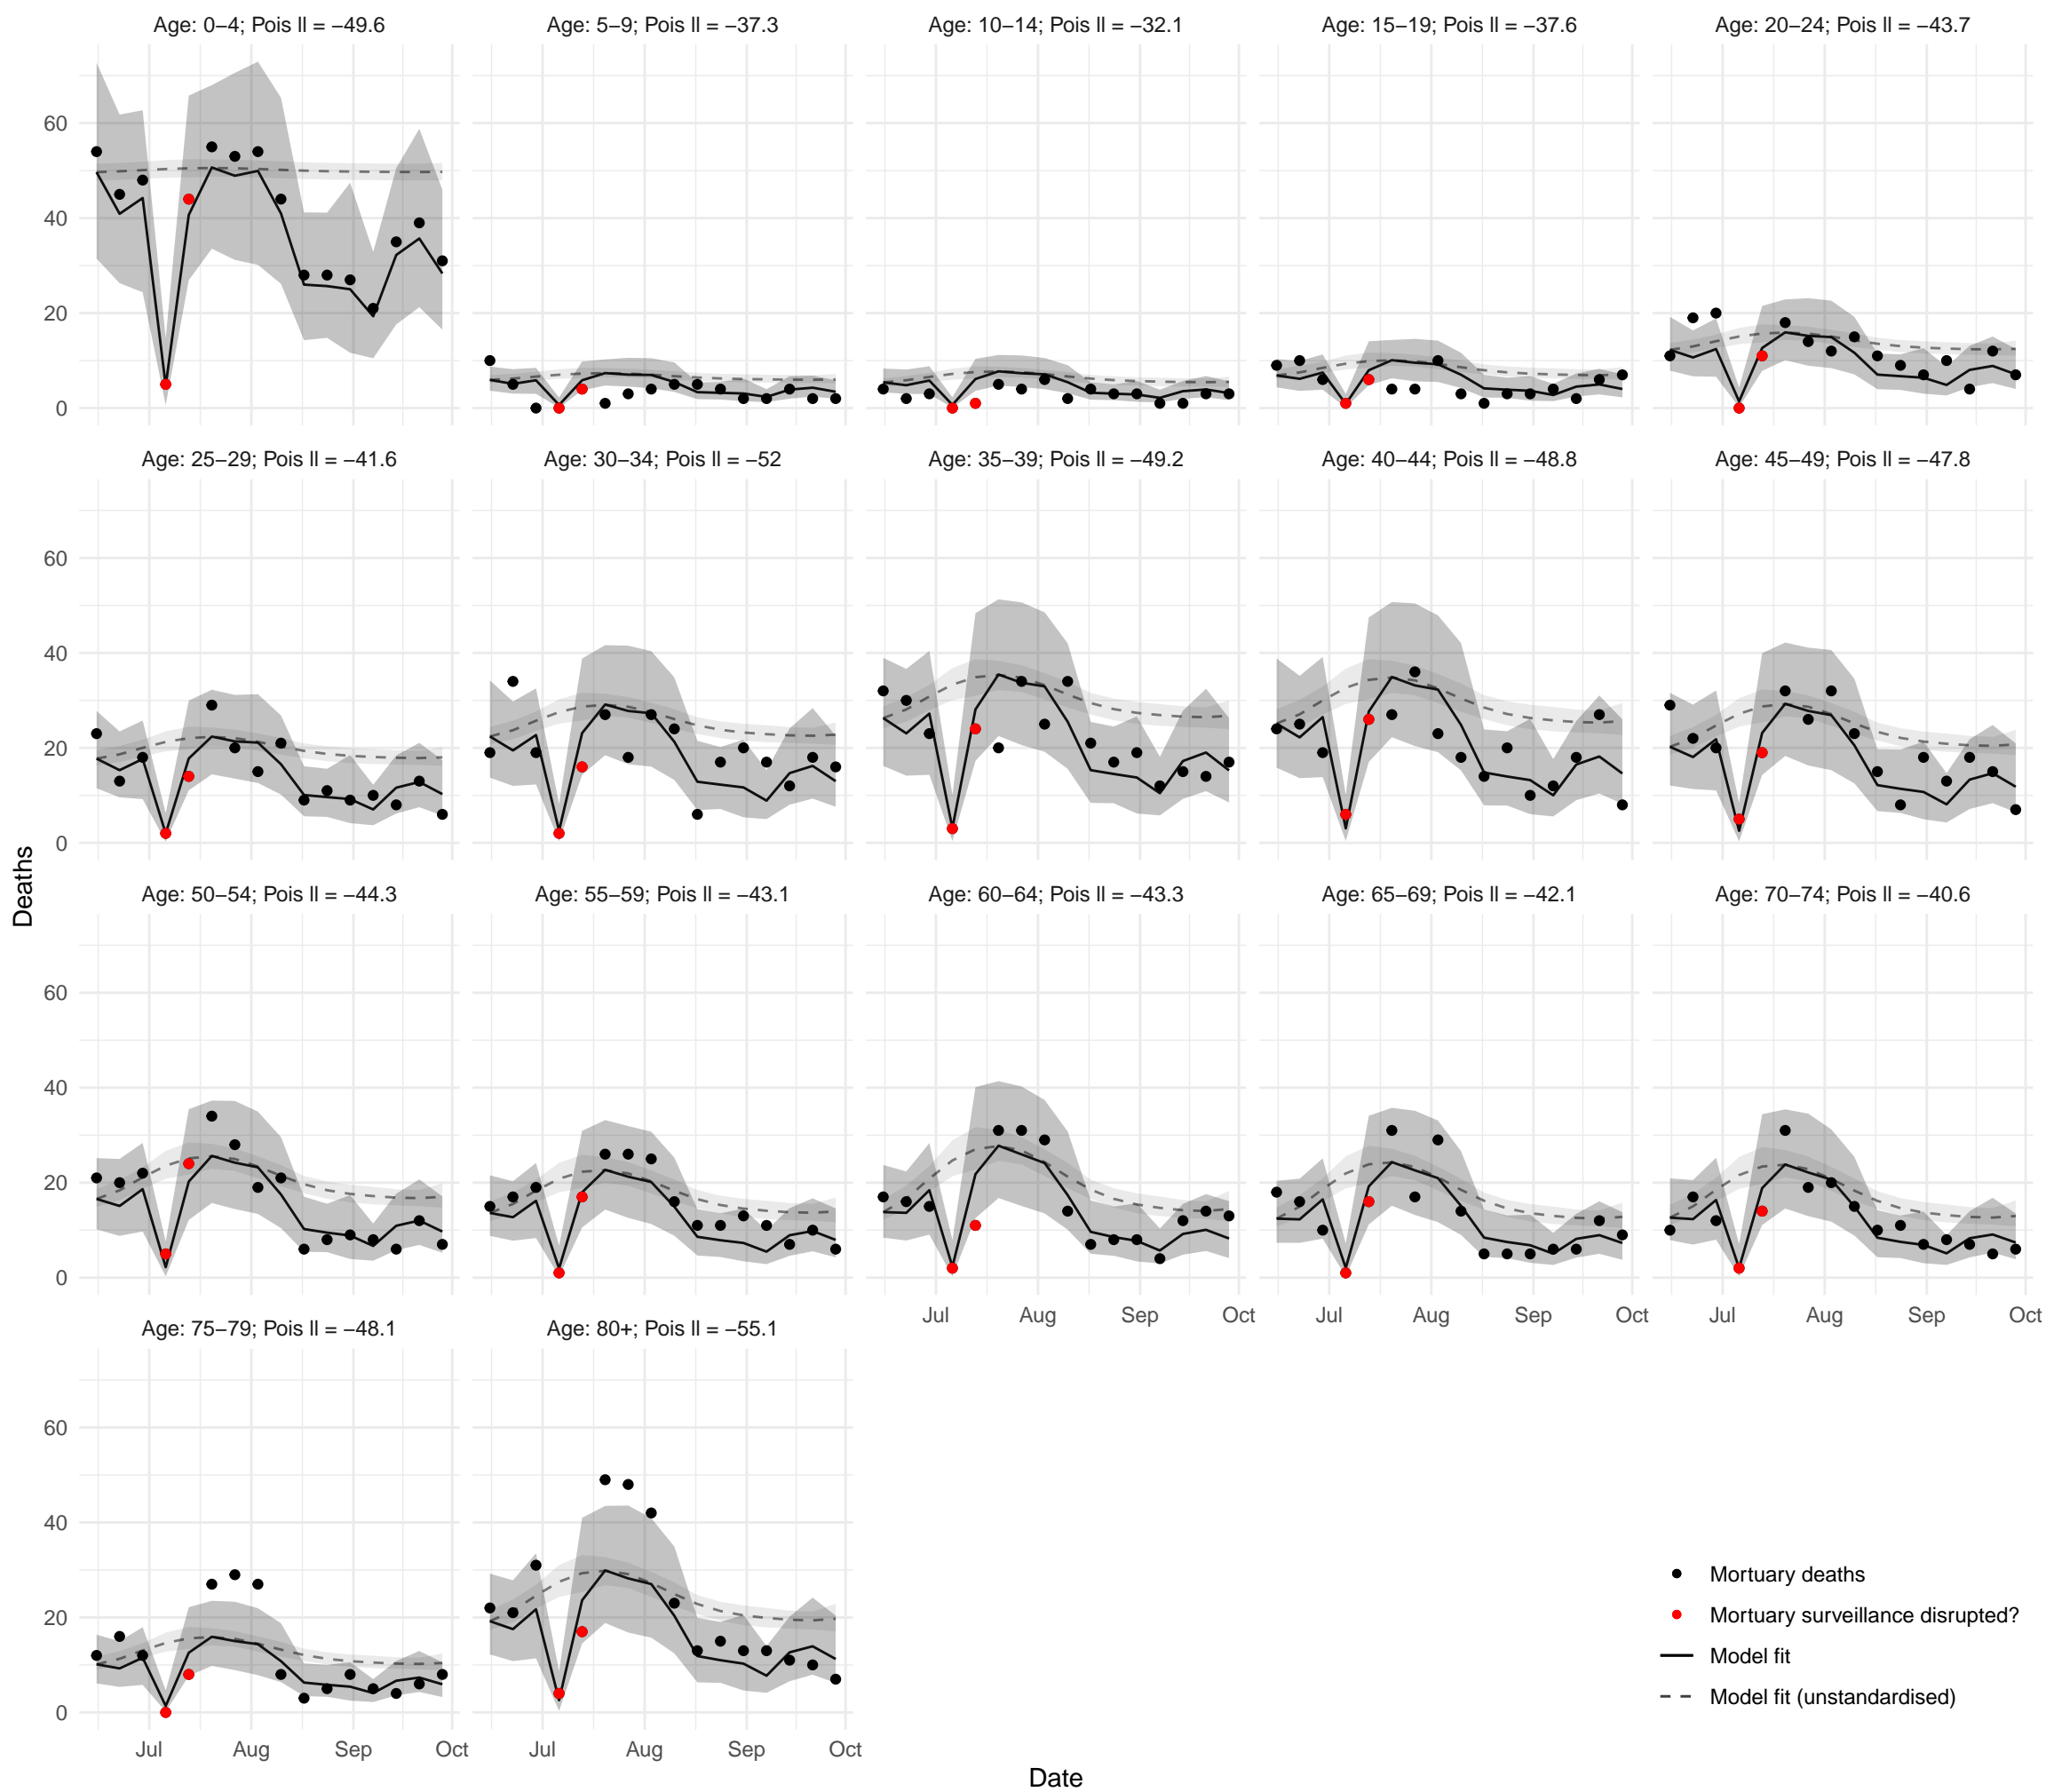 Age: 0−4; Pois ll = −49.6
Age: 5−9; Pois ll = −37.3
Age: 10−14; Pois ll = −32.1
Age: 15−19; Pois ll = −37.6
Age: 20−24; Pois ll = −43.7
60
40
20
0
Age: 25−29; Pois ll = −41.6
Age: 30−34; Pois ll = −52
Age: 35−39; Pois ll = −49.2
Age: 40−44; Pois ll = −48.8
Age: 45−49; Pois ll = −47.8
60
40
20
0
Deaths
Age: 50−54; Pois ll = −44.3
Age: 55−59; Pois ll = −43.1
Age: 60−64; Pois ll = −43.3
Age: 65−69; Pois ll = −42.1
Age: 70−74; Pois ll = −40.6
60
40
20
0
Jul Aug Sep Oct
Jul Aug Sep Oct
Jul Aug Sep Oct
Age: 75−79; Pois ll = −48.1
Age: 80+; Pois ll = −55.1
60
40
20
0
Jul Aug Sep Oct
Jul Aug Sep Oct
Mortuary deaths
Mortuary surveillance disrupted?
Model fit
Model fit (unstandardised)
Date